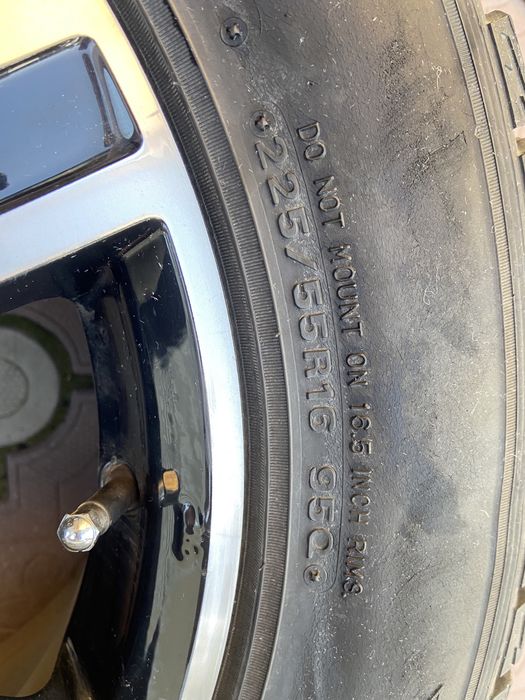 DO NOT MOUNT ON 16.5 INCH RIMS
225/55R16 95Q